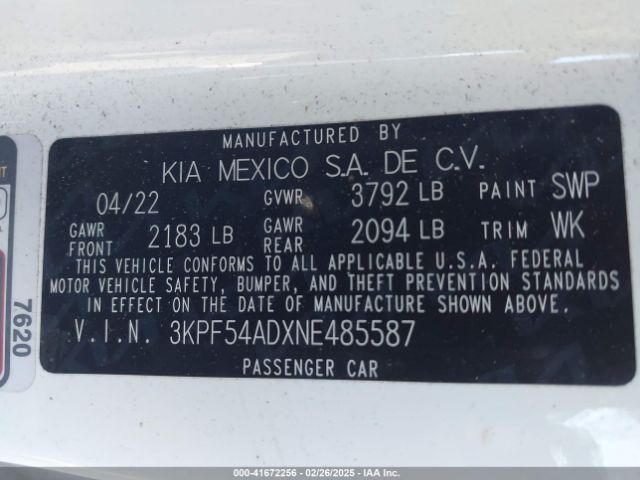 MANUFACTURED BY
KIA MEXICO S.A. DE C.V.
04/22 GVWR 3792 LB PAINT SWP
GAWR FRONT 2183 LB GAWR REAR 2094 LB TRIM WK
THIS VEHICLE CONFORMS TO ALL APPLICABLE U.S.A. FEDERAL
MOTOR VEHICLE SAFETY, BUMPER, AND THEFT PREVENTION STANDARDS
IN EFFECT ON THE DATE OF MANUFACTURE SHOWN ABOVE.
V.I.N. 3KPF54ADXNE485587
PASSENGER CAR
7620
000-41672256 - 02/26/2025 - IAA, Inc.